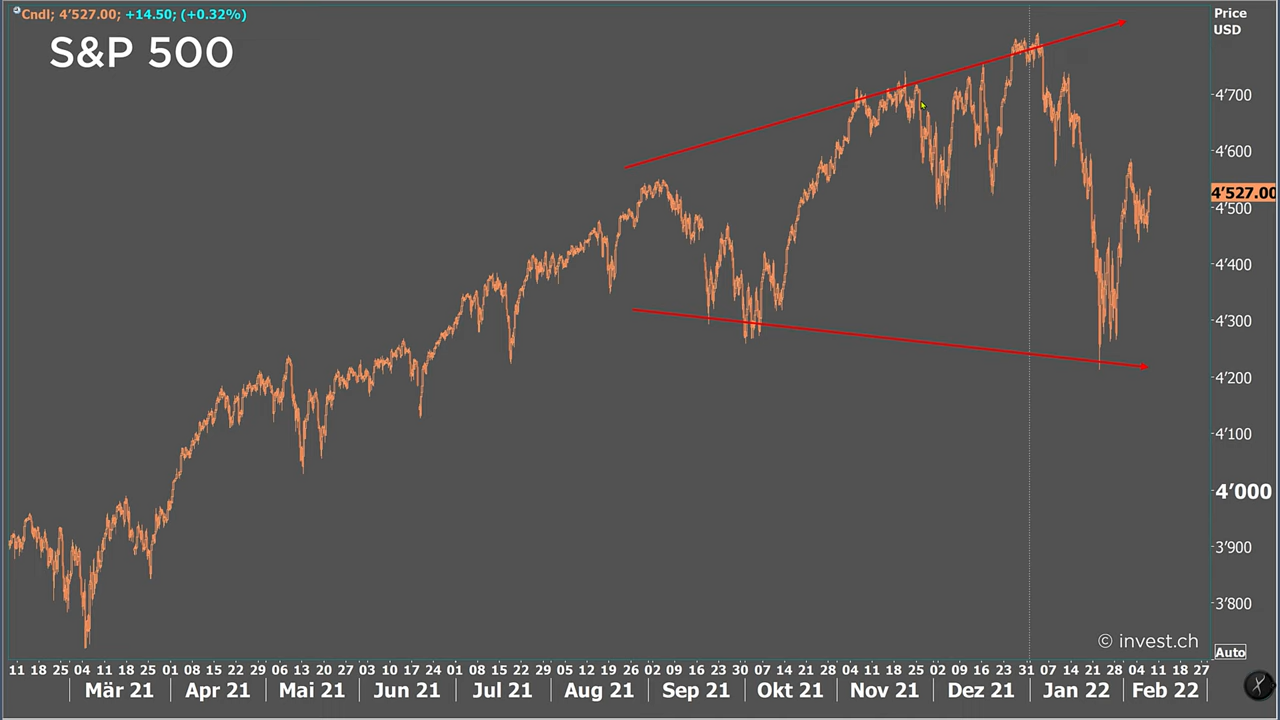 Cndl; 4'527.00; +14.50; (+0.32%)
Price
USD
S&P 500
4'700
4'600
4'527.00
4'500
4'400
4'300
4'200
4'100
4'000
3'900
3'800
© invest.ch
Auto
11 18 25 04 11 18 25 01 08 15 22 29 06 13 20 27 03 10 17 24 01 08 15 22 29 05 12 19 26 02 09 16 23 30 07 14 21 28 04 11 18 25 02 09 16 23 31 07 14 21 28 04 11 18 27
Mär 21 Apr 21 Mai 21 Jun 21 Jul 21 Aug 21 Sep 21 Okt 21 Nov 21 Dez 21 Jan 22 Feb 22